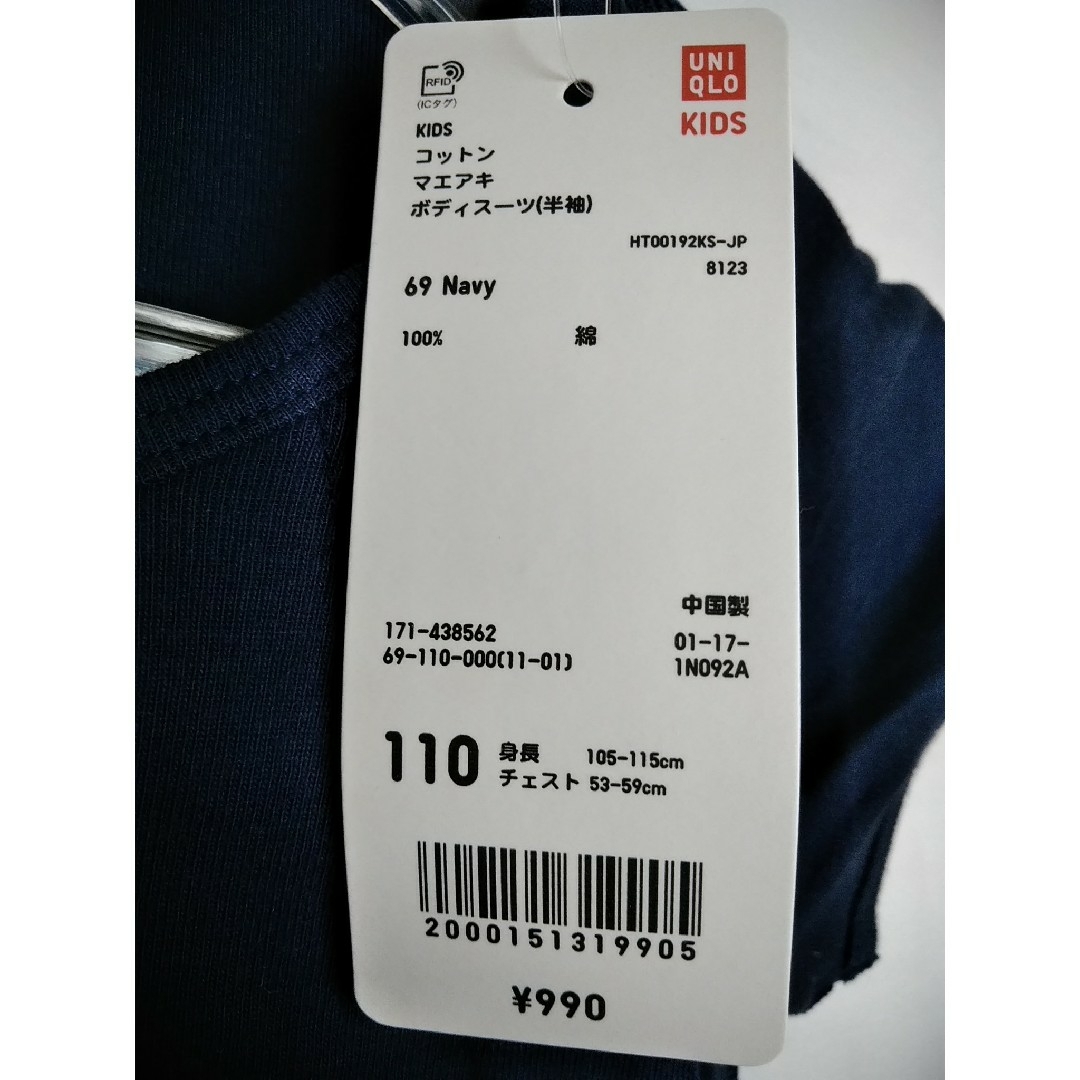 RFID
(ICタグ)
UNI
QLO
KIDS
KIDS
コットン
マエアキ
ボディスーツ(半袖)
HT00192KS-JP
8123
69 Navy
100% 綿
中国製
171-438562
01-17-
69-110-000(11-01)
1N092A
110
身長 105-115cm
チェスト 53-59cm
2000151319905
¥990